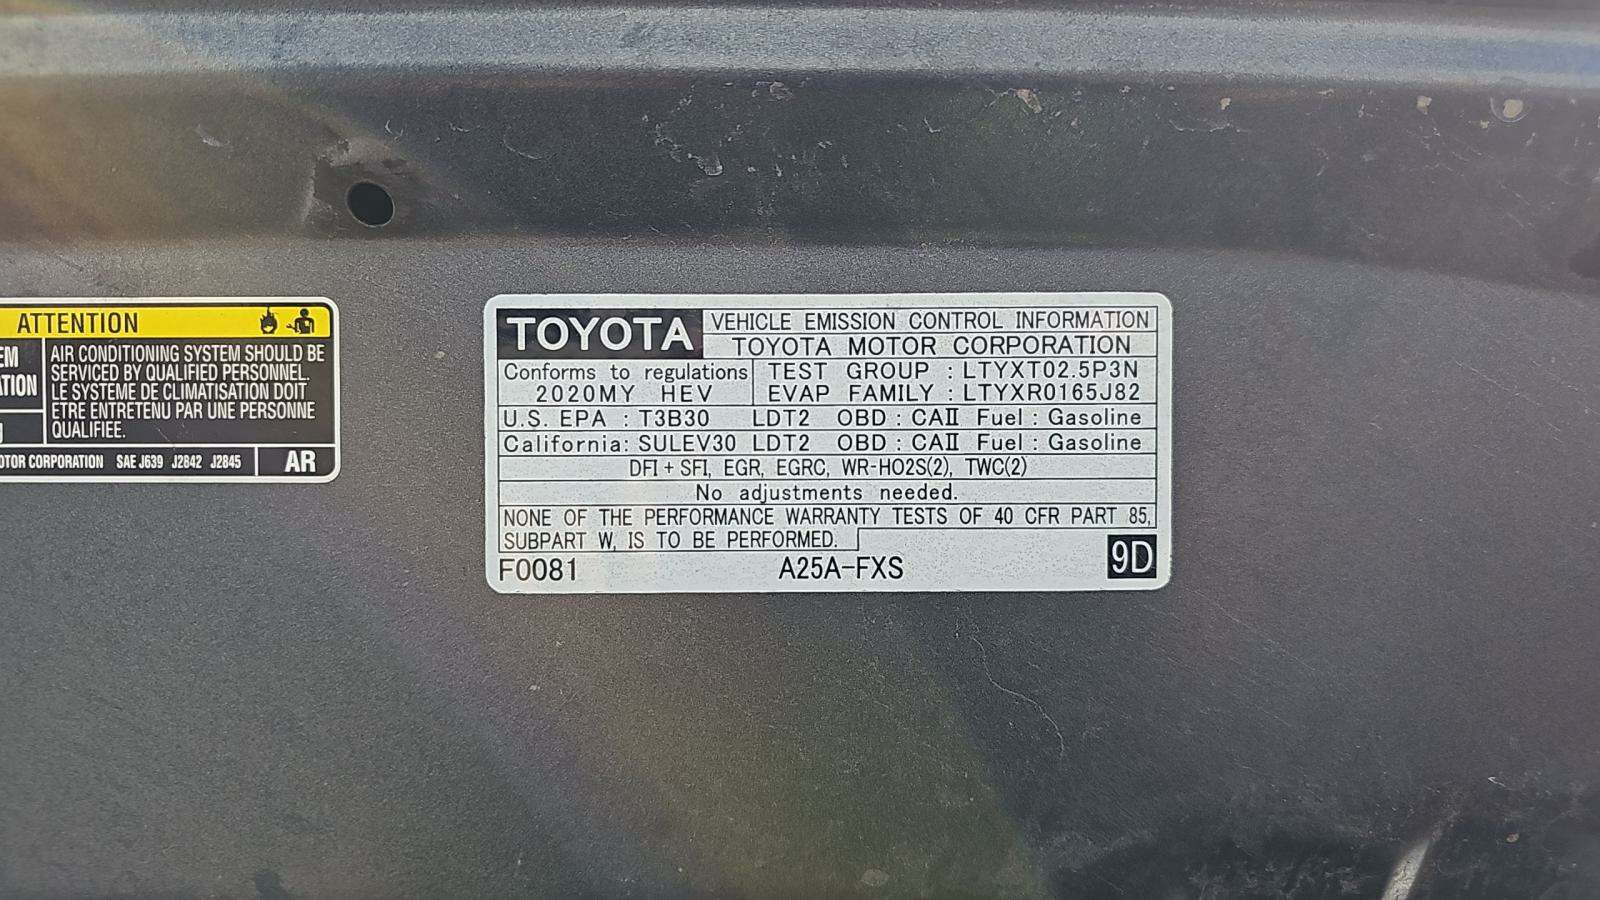 ATTENTION
EM
ATION
AIR CONDITIONING SYSTEM SHOULD BE
SERVICED BY QUALIFIED PERSONNEL.
LE SYSTEME DE CLIMATISATION DOIT
ETRE ENTRETENU PAR UNE PERSONNE
QUALIFIEE.
OTOR CORPORATION SAE J639 J2842 J2845 AR
TOYOTA VEHICLE EMISSION CONTROL INFORMATION
TOYOTA MOTOR CORPORATION
Conforms to regulations TEST GROUP : LTYXT02.5P3N
2020MY HEV EVAP FAMILY : LTYXR0165J82
U.S. EPA : T3B30 LDT2 OBD : CAII Fuel : Gasoline
California: SULEV30 LDT2 OBD : CAII Fuel : Gasoline
DFI + SFI, EGR, EGRC, WR-HO2S(2), TWC(2)
No adjustments needed.
NONE OF THE PERFORMANCE WARRANTY TESTS OF 40 CFR PART 85,
SUBPART W, IS TO BE PERFORMED.
F0081 A25A-FXS 9D